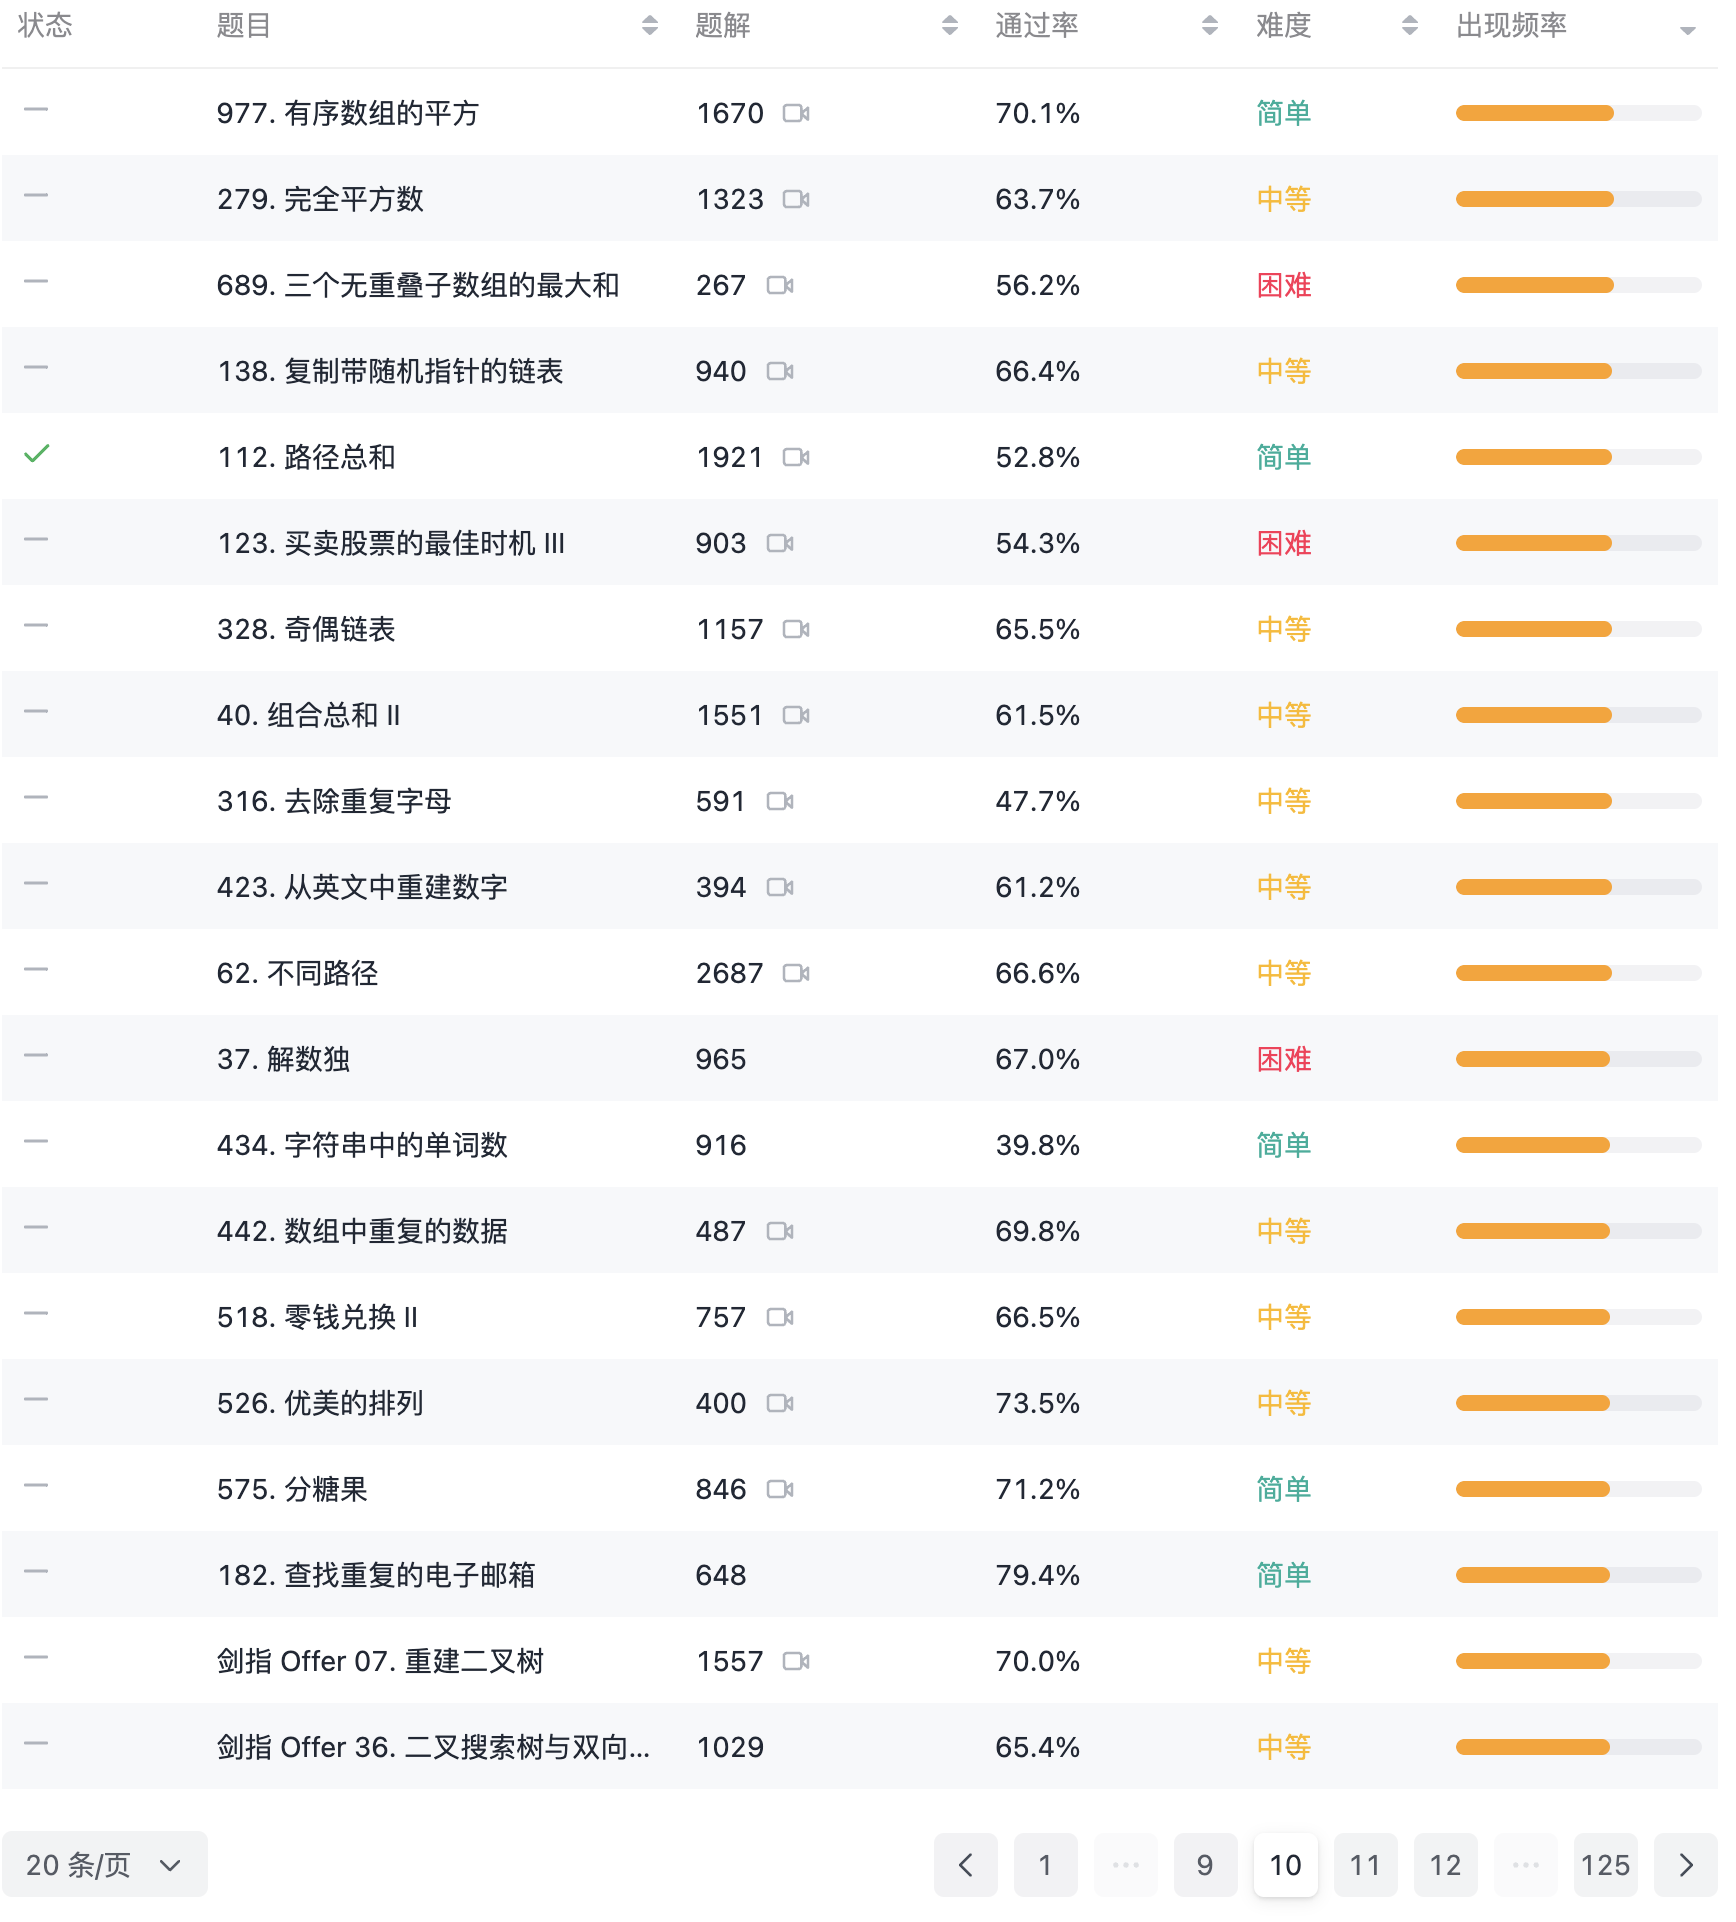 状态 题目 题解 通过率 难度 出现频率
977. 有序数组的平方 1670 70.1% 简单
279. 完全平方数 1323 63.7% 中等
689. 三个无重叠子数组的最大和 267 56.2% 困难
138. 复制带随机指针的链表 940 66.4% 中等
112. 路径总和 1921 52.8% 简单
123. 买卖股票的最佳时机 III 903 54.3% 困难
328. 奇偶链表 1157 65.5% 中等
40. 组合总和 II 1551 61.5% 中等
316. 去除重复字母 591 47.7% 中等
423. 从英文中重建数字 394 61.2% 中等
62. 不同路径 2687 66.6% 中等
37. 解数独 965 67.0% 困难
434. 字符串中的单词数 916 39.8% 简单
442. 数组中重复的数据 487 69.8% 中等
518. 零钱兑换 II 757 66.5% 中等
526. 优美的排列 400 73.5% 中等
575. 分糖果 846 71.2% 简单
182. 查找重复的电子邮箱 648 79.4% 简单
剑指 Offer 07. 重建二叉树 1557 70.0% 中等
剑指 Offer 36. 二叉搜索树与双向... 1029 65.4% 中等
20 条/页 1 ... 9 10 11 12 ... 125